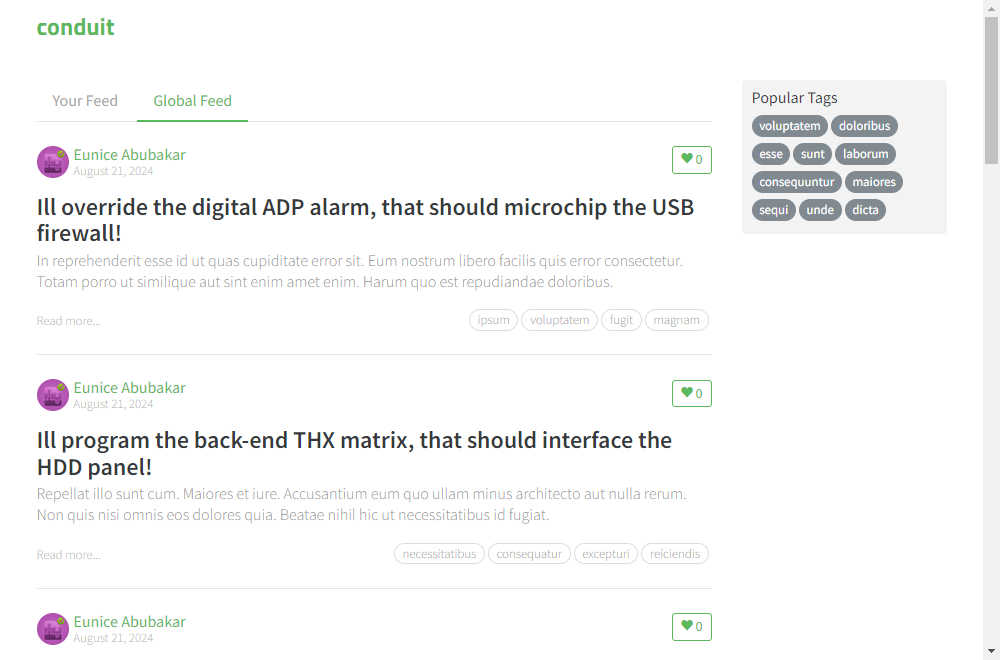 conduit
Your Feed Global Feed
Eunice Abubakar
August 21, 2024
0
Ill override the digital ADP alarm, that should microchip the USB
firewall!
In reprehenderit esse id ut quas cupiditate error sit. Eum nostrum libero facilis quis error consectetur.
Totam porro ut similique aut sint enim amet enim. Harum quo est repudiandae doloribus.
Read more...
ipsum voluptatem fugit magnam
Eunice Abubakar
August 21, 2024
0
Ill program the back-end THX matrix, that should interface the
HDD panel!
Repellat illo sunt cum. Maiores et iure. Accusantium eum quo ullam minus architecto aut nulla rerum.
Non quis nisi omnis eos dolores quia. Beatae nihil hic ut necessitatibus id fugiat.
Read more...
necessitatibus consequatur excepturi reiciendis
Eunice Abubakar
August 21, 2024
0
Popular Tags
voluptatem doloribus
esse sunt laborum
consequuntur maiores
sequi unde dicta